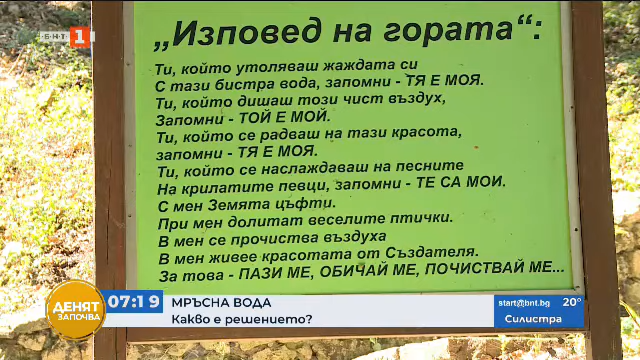 БНТ 1
„Изповед на гората“:
Ти, който утоляваш жаждата си
С тази бистра вода, запомни - ТЯ Е МОЯ.
Ти, който дишаш този чист въздух,
Запомни - ТОЙ Е МОЙ.
Ти, който се радваш на тази красота,
запомни - ТЯ Е МОЯ.
Ти, който се наслаждаваш на песните
На крилатите певци, запомни - ТЕ СА МОИ.
С мен Земята цъфти.
При мен долитат веселите птички.
В мен се прочиства въздуха
В мен живее красотата от Създателя.
За това - ПАЗИ МЕ, ОБИЧАЙ МЕ, ПОЧИСТВАЙ МЕ...
ДЕНЯТ
ЗАПОЧВА
07:19
МРЪСНА ВОДА
Какво е решението?
start@bnt.bg 20°
Силистра